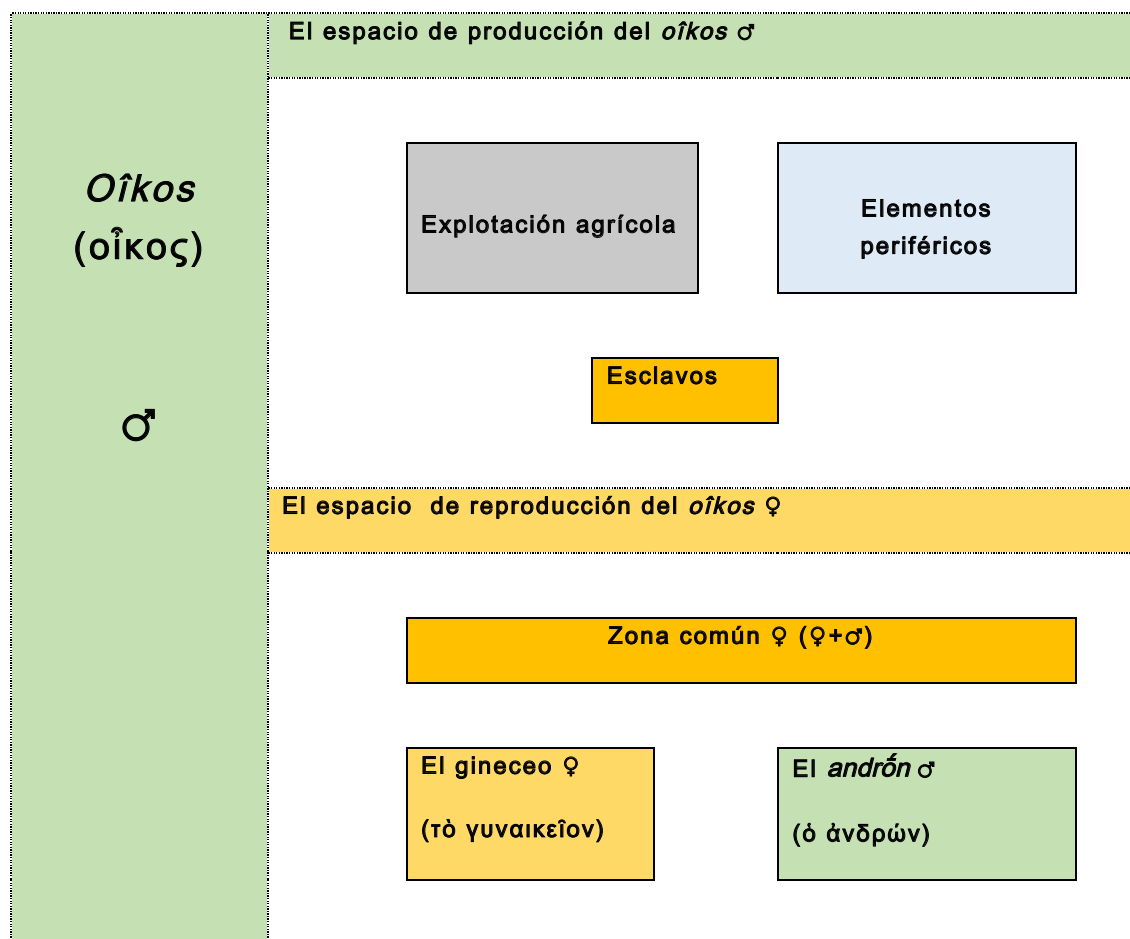 El espacio de producción del oîkos ♂
Oîkos
(οἶκος)
♂
Explotación agrícola
Elementos
periféricos
Esclavos
El espacio  de reproducción del oîkos ♀
Zona común ♀ (♀+♂)
El gineceo ♀
(τὸ γυναικεῖον)
El andrṓn ♂
(ὁ ἀνδρών)